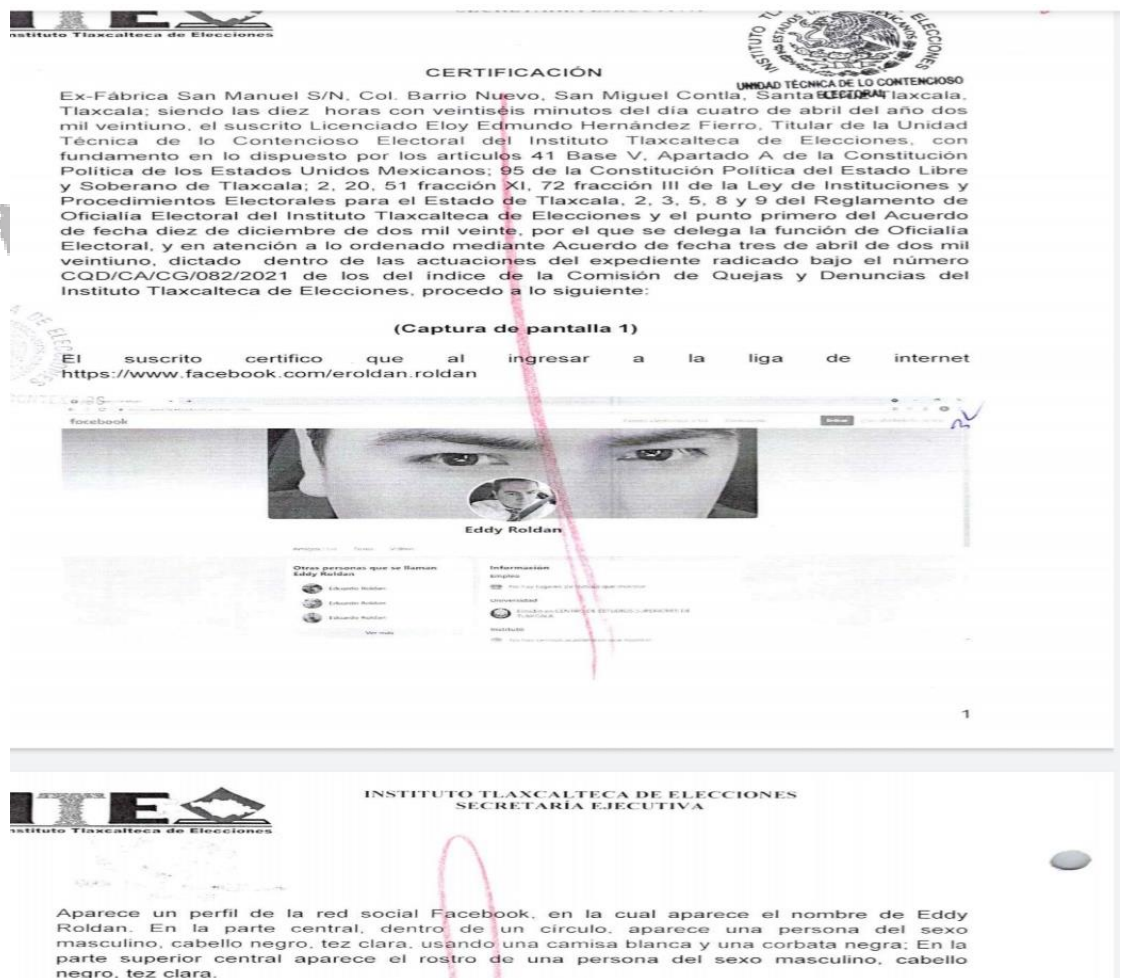 Instituto Tlaxcalteca de Elecciones
UNIDAD TÉCNICA DE LO CONTENCIOSO
ELECTORAL
CERTIFICACIÓN
Ex-Fábrica San Manuel S/N, Col. Barrio Nuevo, San Miguel Contla, Santa Tlaxcala,
Tlaxcala; siendo las diez horas con veintiséis minutos del día cuatro de abril del año dos
mil veintiuno, el suscrito Licenciado Eloy Edmundo Hernández Fierro, Titular de la Unidad
Técnica de lo Contencioso Electoral del Instituto Tlaxcalteca de Elecciones, con
fundamento en lo dispuesto por los artículos 41 Base V, Apartado A de la Constitución
Política de los Estados Unidos Mexicanos; 95 de la Constitución Política del Estado Libre
y Soberano de Tlaxcala; 2, 20, 51 fracción XI, 72 fracción III de la Ley de Instituciones y
Procedimientos Electorales para el Estado de Tlaxcala, 2, 3, 5, 8 y 9 del Reglamento de
Oficialía Electoral del Instituto Tlaxcalteca de Elecciones y el punto primero del Acuerdo
de fecha diez de diciembre de dos mil veinte, por el que se delega la función de Oficialía
Electoral, y en atención a lo ordenado mediante Acuerdo de fecha tres de abril de dos mil
veintiuno, dictado dentro de las actuaciones del expediente radicado bajo el número
CQD/CA/CG/082/2021 de los del índice de la Comisión de Quejas y Denuncias del
Instituto Tlaxcalteca de Elecciones, procedo a lo siguiente:
(Captura de pantalla 1)
El suscrito certifico que al ingresar a la liga de internet
https://www.facebook.com/eroldan.roldan
facebook
Eddy Roldan
Otras personas que se llaman
Eddy Roldan
Eduardo Roldan
Eduardo Roldan
Eduardo Roldan
Ver más
Información
Empleo
Universidad
Instituto
1
ITE
Instituto Tlaxcalteca de Elecciones
INSTITUTO TLAXCALTECA DE ELECCIONES
SECRETARÍA EJECUTIVA
Aparece un perfil de la red social Facebook, en la cual aparece el nombre de Eddy
Roldan. En la parte central, dentro de un círculo, aparece una persona del sexo
masculino, cabello negro, tez clara, usando una camisa blanca y una corbata negra; En la
parte superior central aparece el rostro de una persona del sexo masculino, cabello
negro, tez clara.